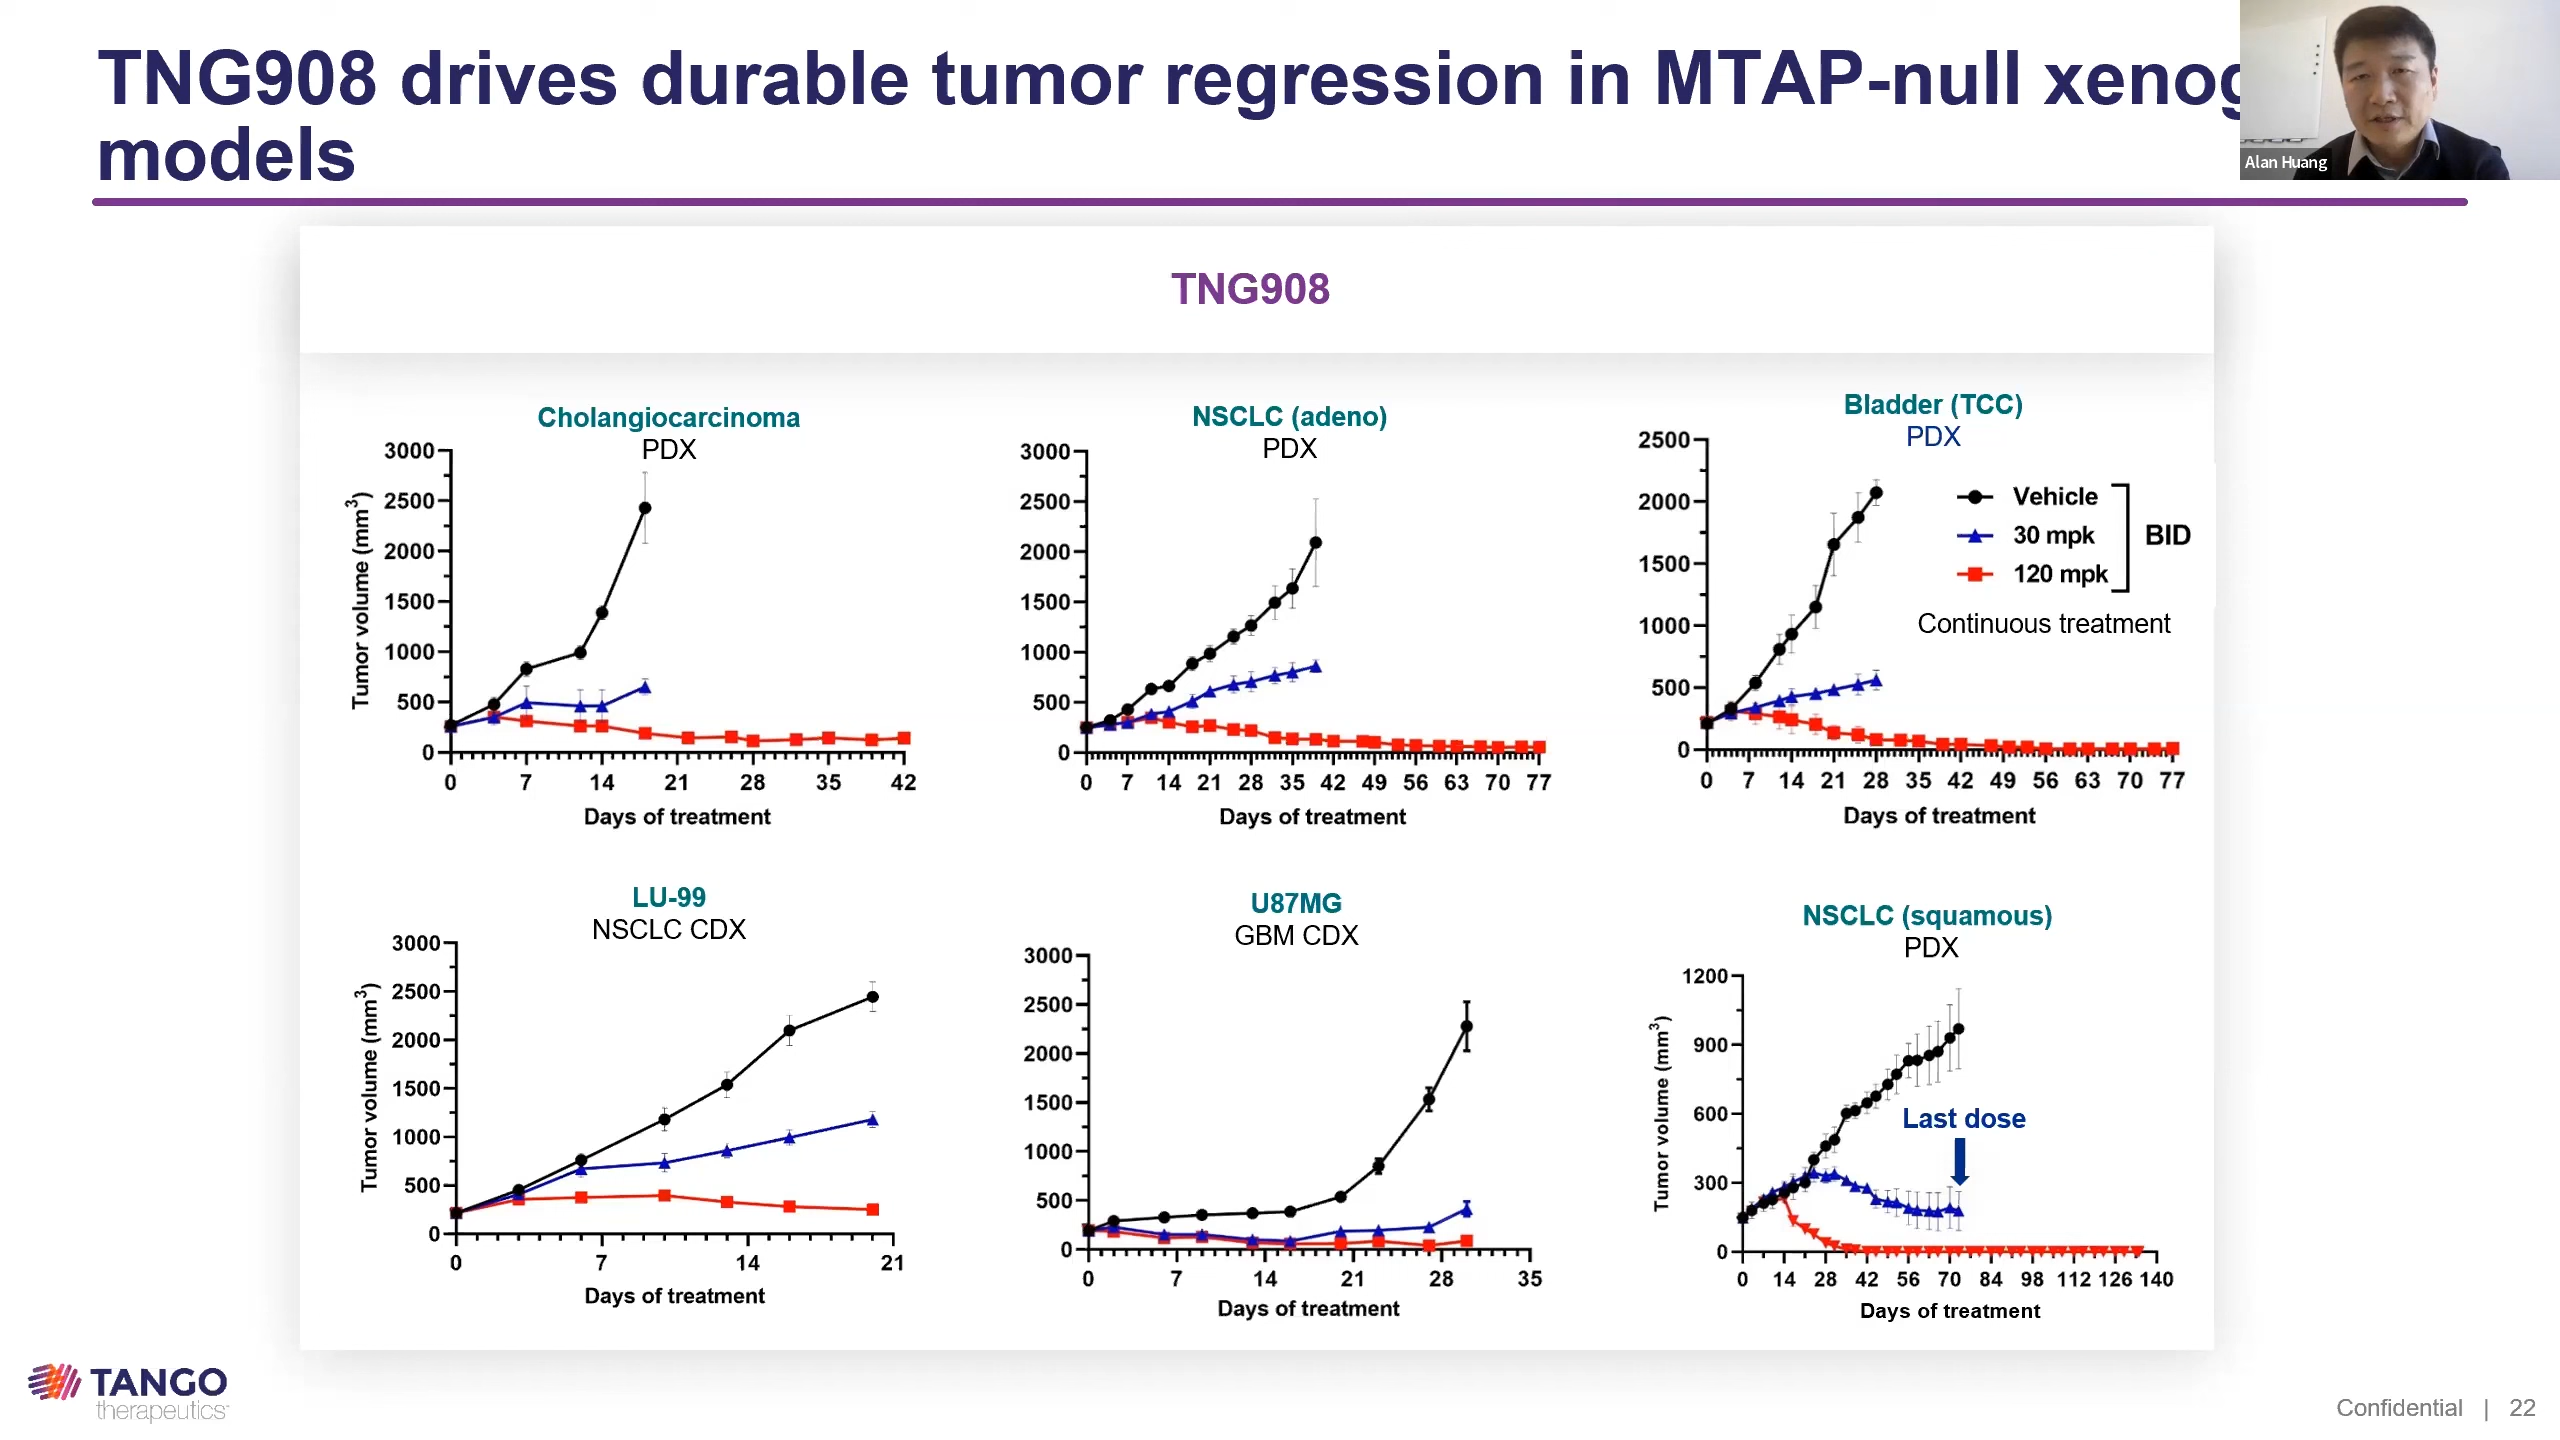 TNG908 drives durable tumor regression in MTAP-null xenog
models
Alan Huang
TNG908
Cholangiocarcinoma
PDX
3000
2500
2000
1500
1000
500
0
Tumor volume (mm3)
0 7 14 21 28 35 42
Days of treatment
NSCLC (adeno)
PDX
3000
2500
2000
1500
1000
500
0
0 7 14 21 28 35 42 49 56 63 70 77
Days of treatment
Bladder (TCC)
PDX
2500
2000
1500
1000
500
0
Vehicle
30 mpk
120 mpk
BID
Continuous treatment
0 7 14 21 28 35 42 49 56 63 70 77
Days of treatment
LU-99
NSCLC CDX
3000
2500
2000
1500
1000
500
0
Tumor volume (mm3)
0 7 14 21
Days of treatment
U87MG
GBM CDX
3000
2500
2000
1500
1000
500
0
0 7 14 21 28 35
Days of treatment
NSCLC (squamous)
PDX
1200
900
600
300
0
Tumor volume (mm3)
Last dose
0 14 28 42 56 70 84 98 112 126 140
Days of treatment
TANGO
therapeutics
Confidential | 22